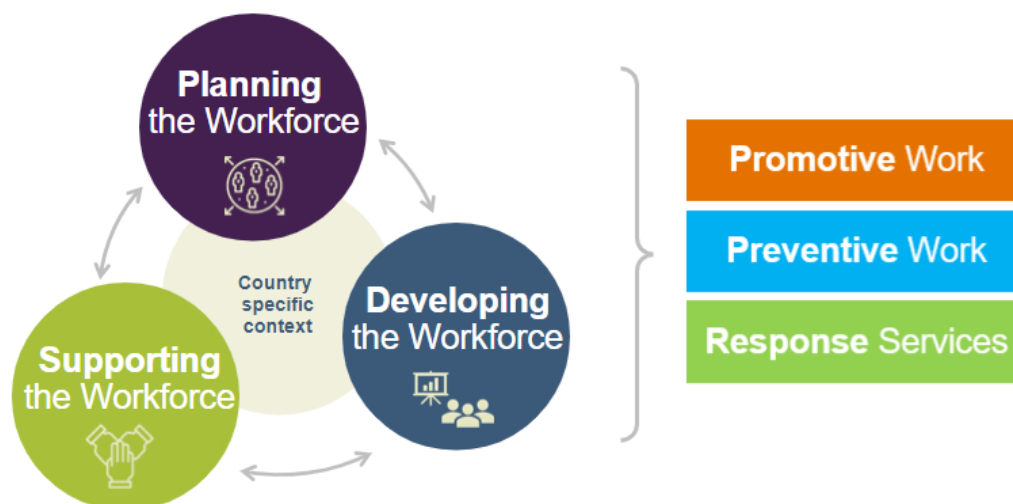 Planning
the Workforce
Country
specific
context
Developing
the Workforce
Supporting
the Workforce
Promotive Work
Preventive Work
Response Services